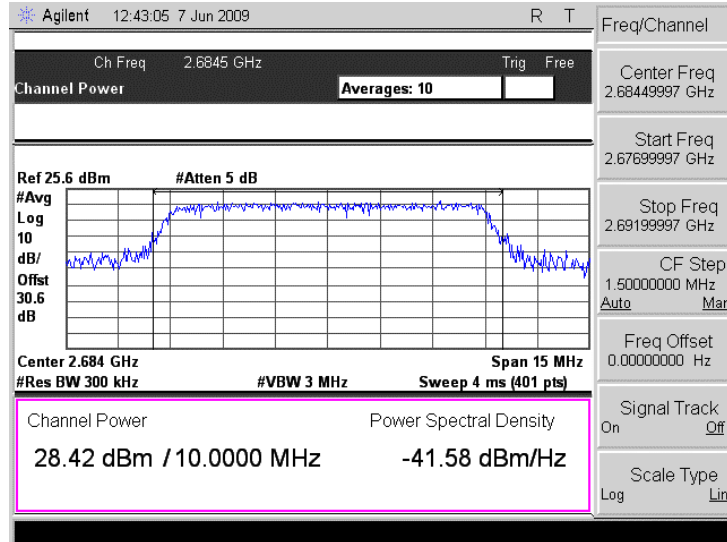 Agilent 12:43:05 7 Jun 2009 R T
Ch Freq 2.6845 GHz Trig Free
Channel Power Averages: 10
Ref 25.6 dBm #Atten 5 dB
#Avg
Log
10
dB/
Offst
30.6
dB
Center 2.684 GHz Span 15 MHz
#Res BW 300 kHz #VBW 3 MHz Sweep 4 ms (401 pts)
Channel Power Power Spectral Density
28.42 dBm / 10.0000 MHz -41.58 dBm/Hz
Freq/Channel
Center Freq
2.68449997 GHz
Start Freq
2.67699997 GHz
Stop Freq
2.69199997 GHz
CF Step
1.50000000 MHz
Auto Mar
Freq Offset
0.00000000 Hz
Signal Track
On Off
Scale Type
Log Lin